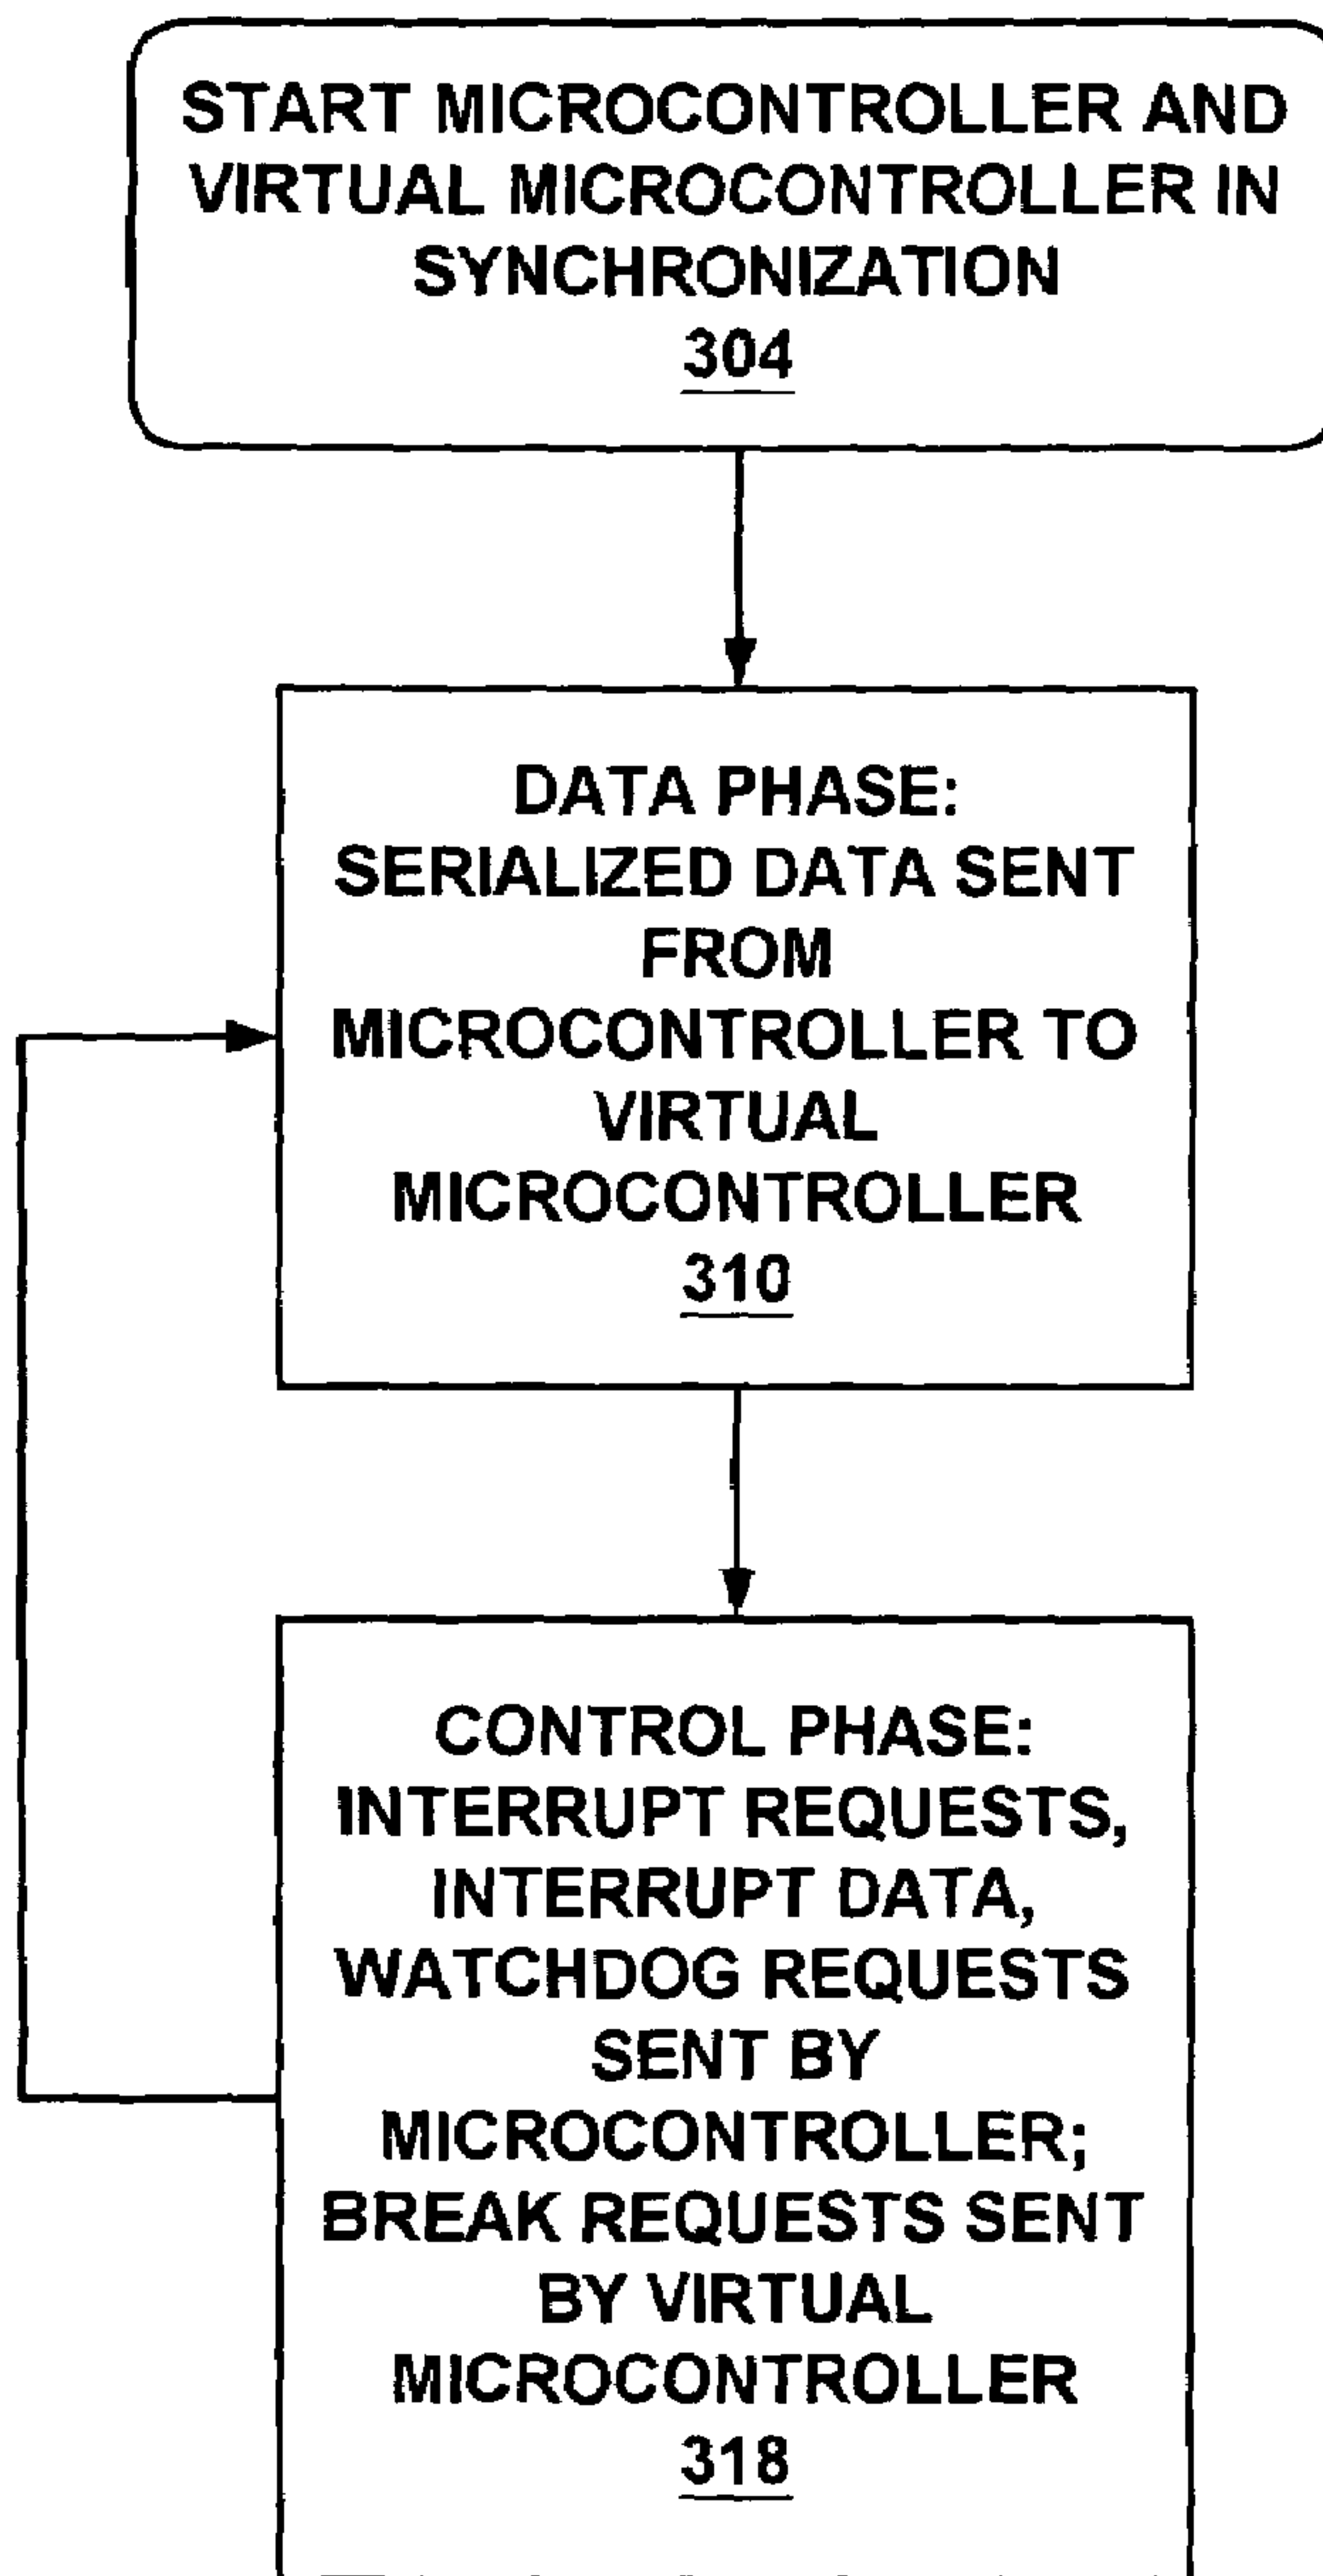 START MICROCONTROLLER AND
VIRTUAL MICROCONTROLLER IN
SYNCHRONIZATION
304
DATA PHASE:
SERIALIZED DATA SENT
FROM
MICROCONTROLLER TO
VIRTUAL
MICROCONTROLLER
310
CONTROL PHASE:
INTERRUPT REQUESTS,
INTERRUPT DATA,
WATCHDOG REQUESTS
SENT BY
MICROCONTROLLER;
BREAK REQUESTS SENT
BY VIRTUAL
MICROCONTROLLER
318